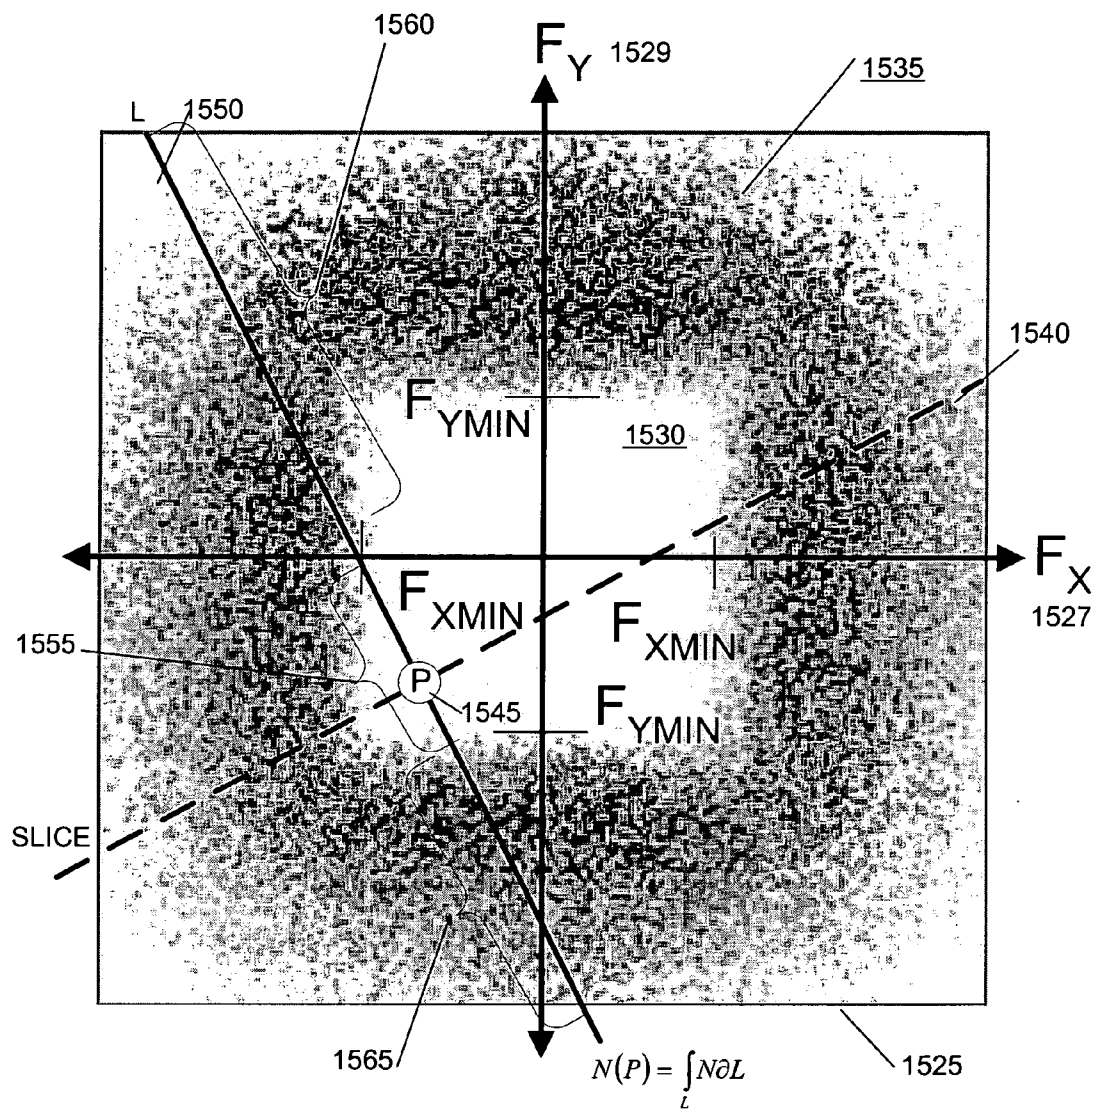 1560
F_Y 1529
1535
L
1550
1540
F_YMIN
1530
F_X
1527
F_XMIN
F_XMIN
1555
P
1545
F_YMIN
SLICE
1565
N(P) = ∫_L N∂L
1525